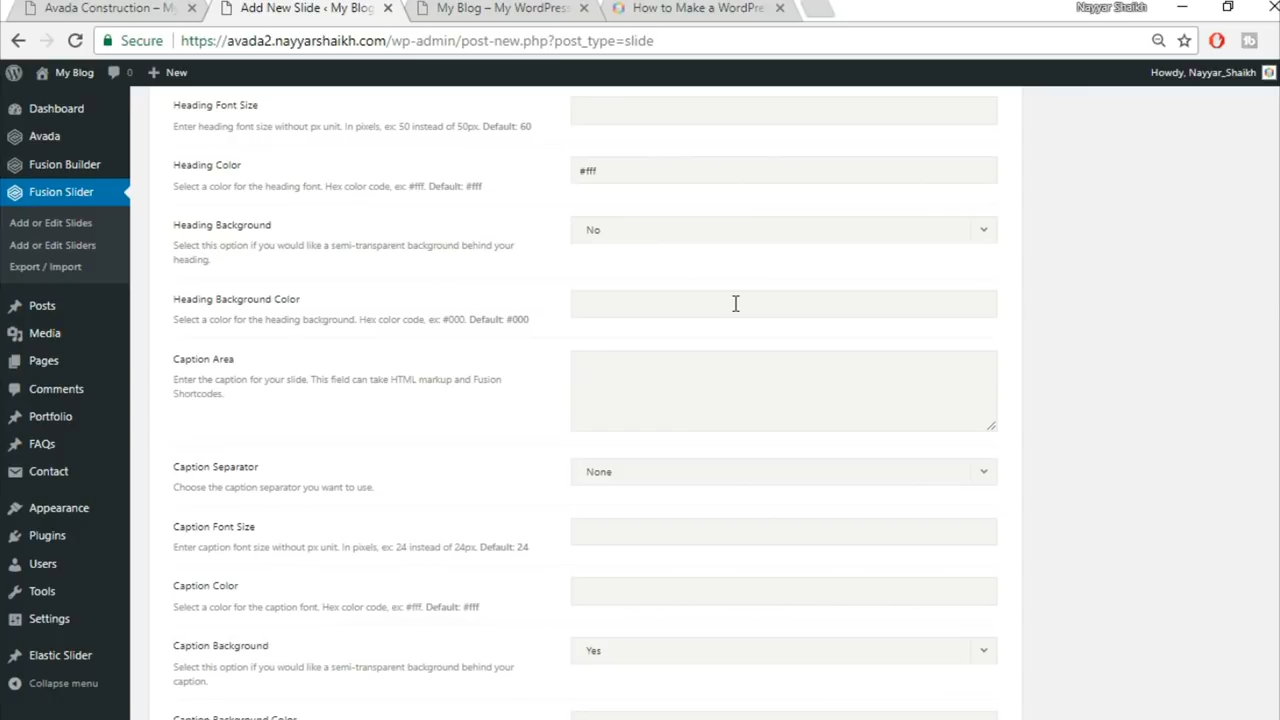 Avada Construction – My
Add New Slide ‹ My Blog
My Blog – My WordPress
How to Make a WordPre
Nayyar Shaikh
Secure
https://avada2.nayyarshaikh.com/wp-admin/post-new.php?post_type=slide
My Blog
0
New
Howdy, Nayyar_Shaikh
Dashboard
Avada
Fusion Builder
Fusion Slider
Add or Edit Slides
Add or Edit Sliders
Export / Import
Posts
Media
Pages
Comments
Portfolio
FAQs
Contact
Appearance
Plugins
Users
Tools
Settings
Elastic Slider
Collapse menu
Heading Font Size
Enter heading font size without px unit. In pixels, ex: 50 instead of 50px. Default: 60
Heading Color
#fff
Select a color for the heading font. Hex color code, ex: #fff. Default: #fff
Heading Background
No
Select this option if you would like a semi-transparent background behind your
heading.
Heading Background Color
Select a color for the heading background. Hex color code, ex: #000. Default: #000
Caption Area
Enter the caption for your slide. This field can take HTML markup and Fusion
Shortcodes.
Caption Separator
None
Choose the caption separator you want to use.
Caption Font Size
Enter caption font size without px unit. In pixels, ex: 24 instead of 24px. Default: 24
Caption Color
Select a color for the caption font. Hex color code, ex: #fff. Default: #fff
Caption Background
Yes
Select this option if you would like a semi-transparent background behind your
caption.
Caption Background Color